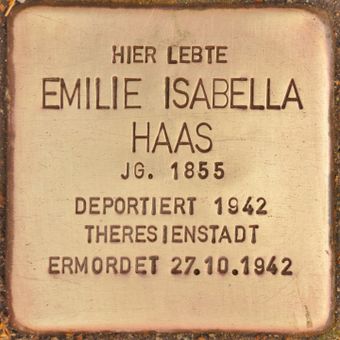 HIER LEBTE
EMILIE ISABELLA
HAAS
JG. 1855
DEPORTIERT 1942
THERESIENSTADT
ERMORDET 27.10.1942